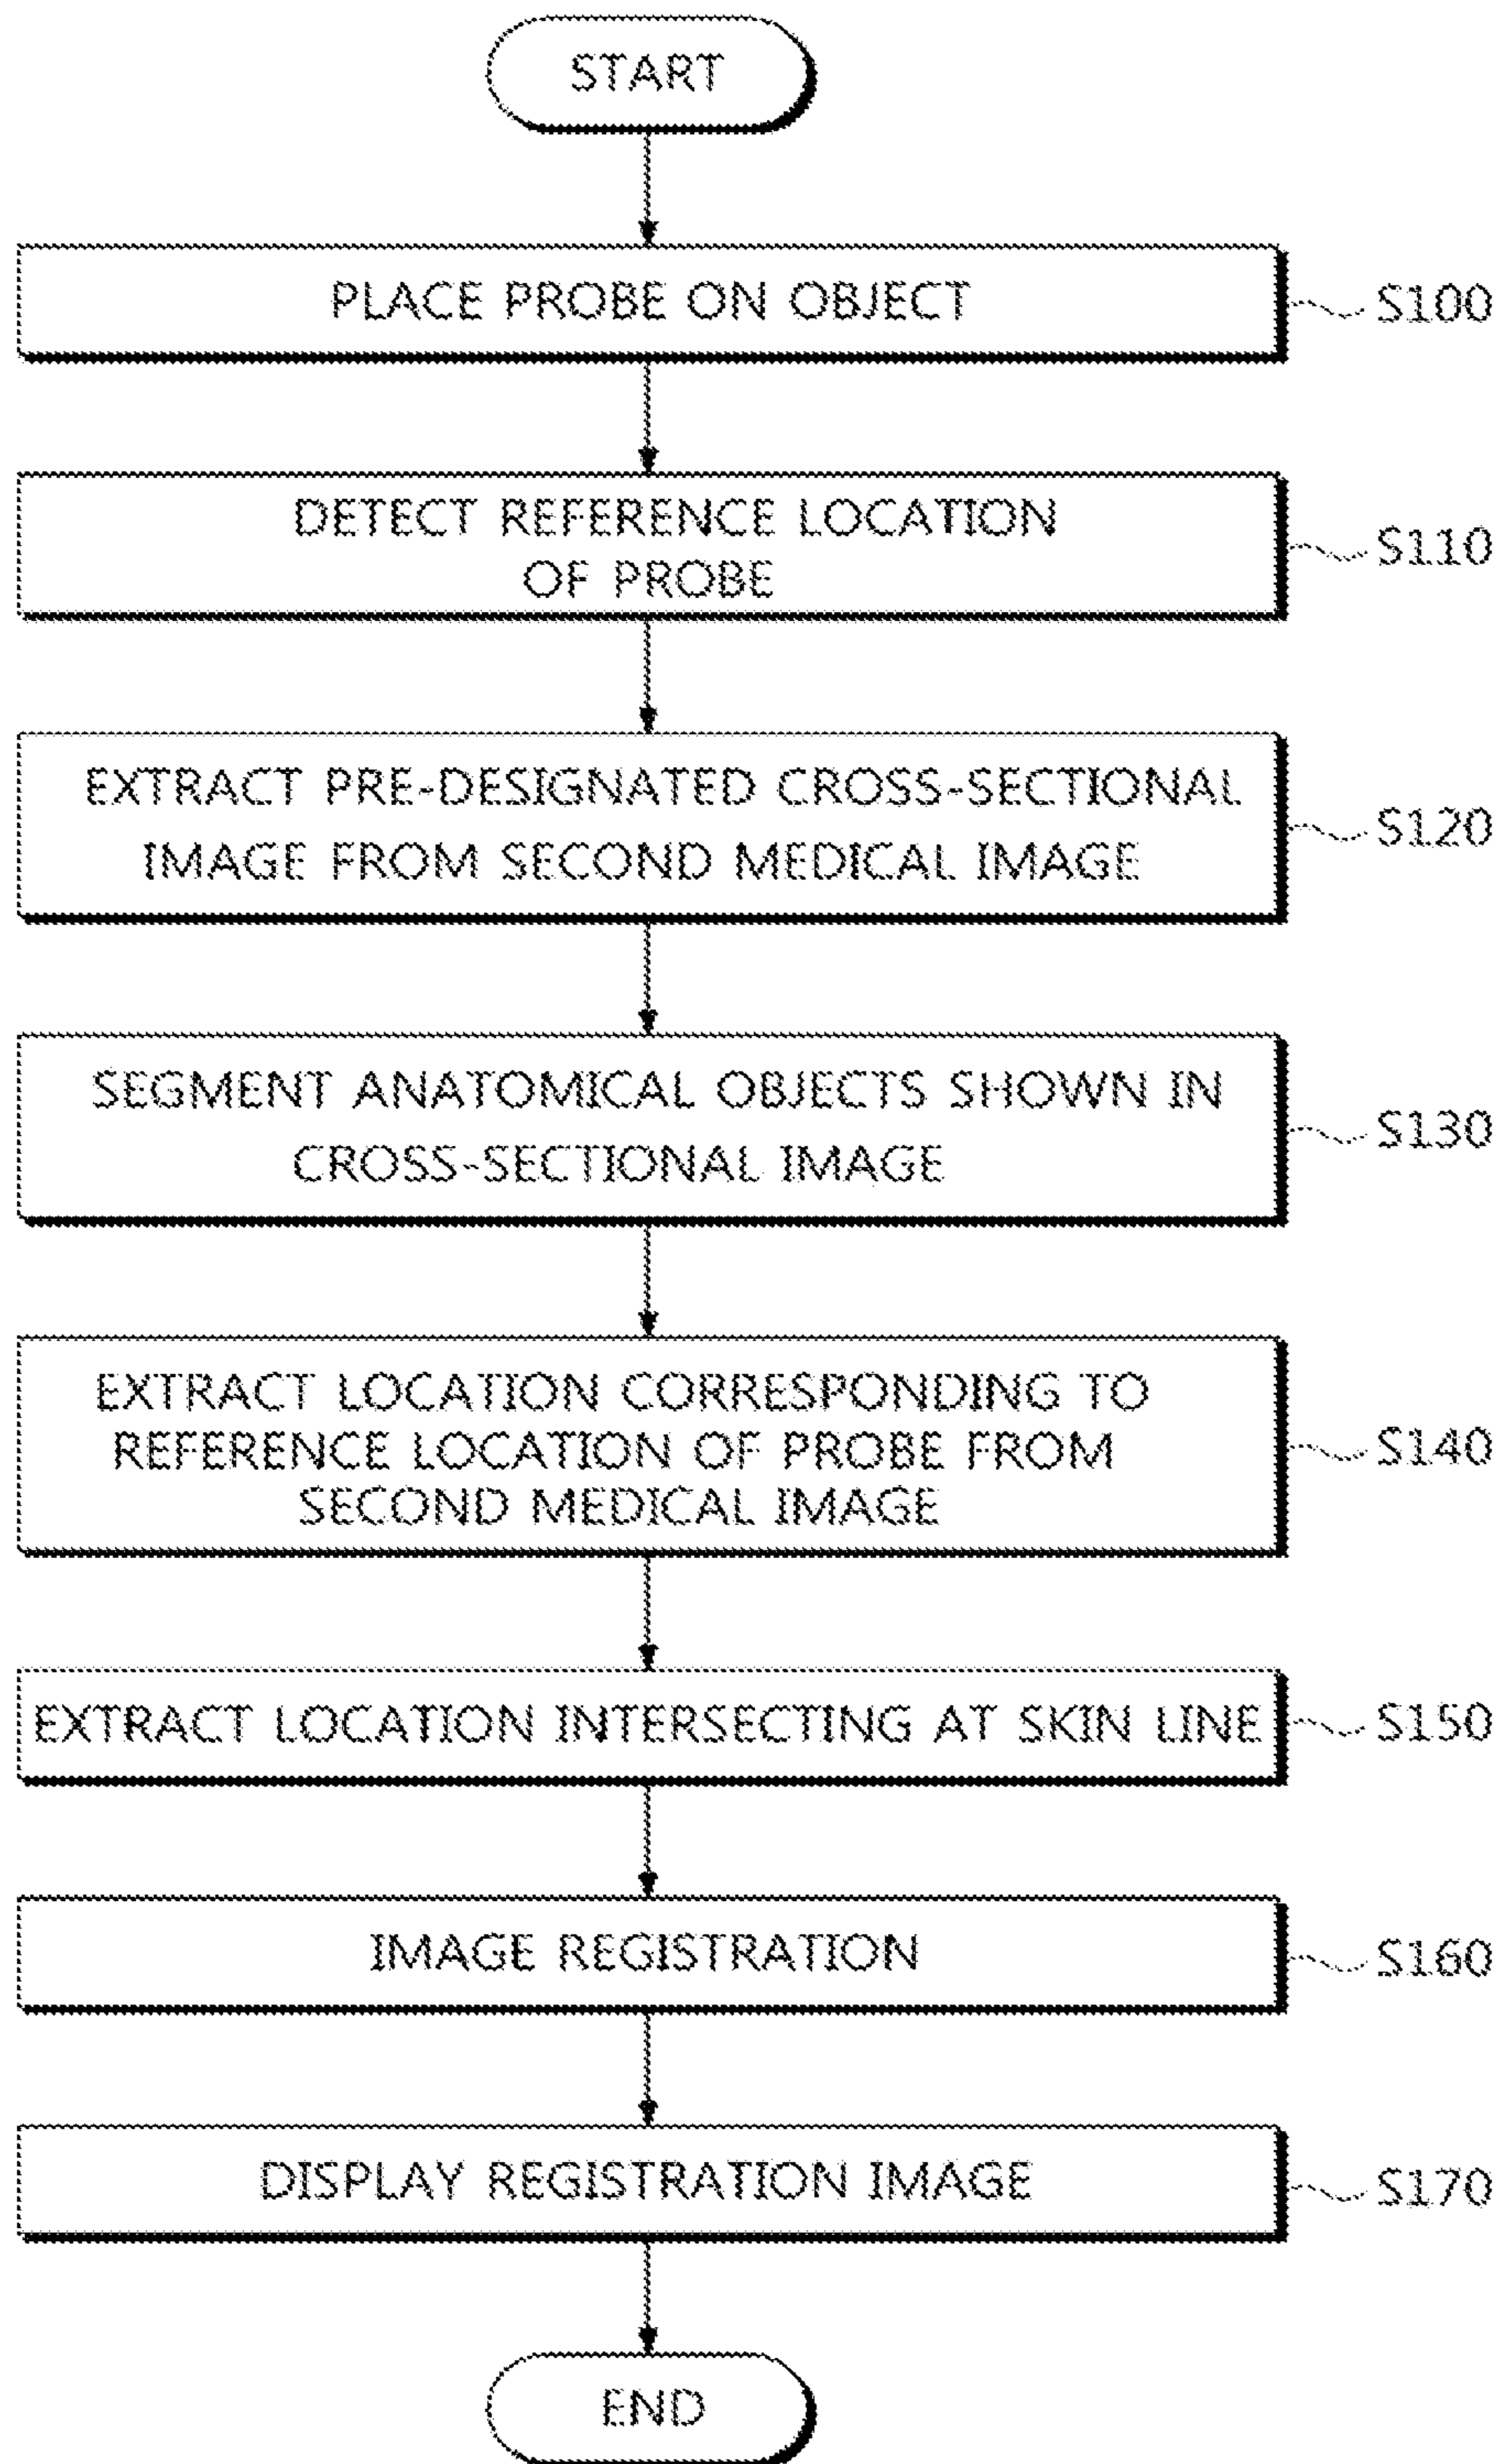 START
PLACE PROBE ON OBJECT
S100
DETECT REFERENCE LOCATION
OF PROBE
S110
EXTRACT PRE-DESIGNATED CROSS-SECTIONAL
IMAGE FROM SECOND MEDICAL IMAGE
S120
SEGMENT ANATOMICAL OBJECTS SHOWN IN
CROSS-SECTIONAL IMAGE
S130
EXTRACT LOCATION CORRESPONDING TO
REFERENCE LOCATION OF PROBE FROM
SECOND MEDICAL IMAGE
S140
EXTRACT LOCATION INTERSECTING AT SKIN LINE
S150
IMAGE REGISTRATION
S160
DISPLAY REGISTRATION IMAGE
S170
END